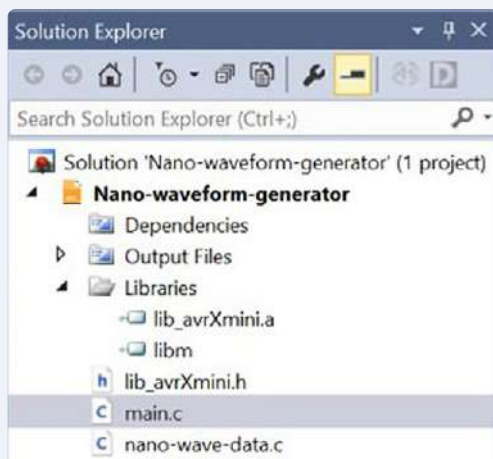 Solution Explorer
Search Solution Explorer (Ctrl+;)
Solution 'Nano-waveform-generator' (1 project)
Nano-waveform-generator
Dependencies
Output Files
Libraries
lib_avrXmini.a
libm
h lib_avrXmini.h
C main.c
C nano-wave-data.c